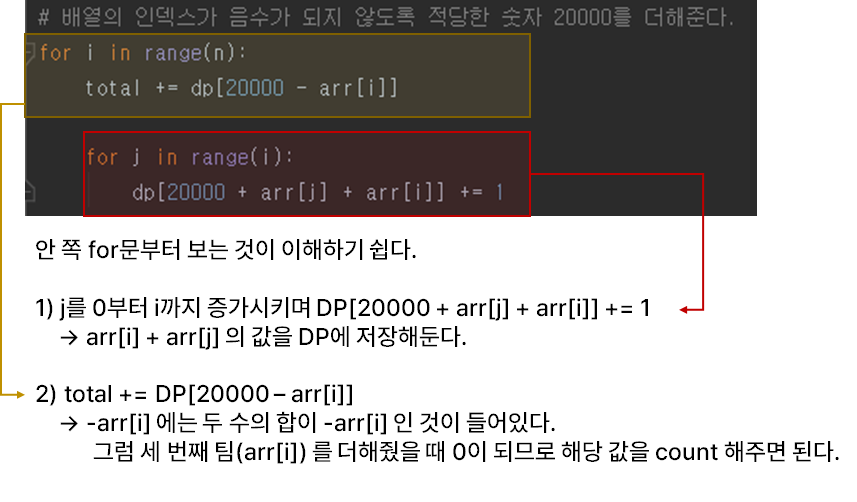 # 배열의 인덱스가 음수가 되지 않도록 적당한 숫자 20000를 더해준다.
for i in range(n):
total += dp[20000 - arr[i]]
for j in range(i):
dp[20000 + arr[j] + arr[i]] += 1
안 쪽 for문부터 보는 것이 이해하기 쉽다.
1) j를 0부터 i까지 증가시키며 DP[20000 + arr[j] + arr[i]] += 1
→ arr[i] + arr[j] 의 값을 DP에 저장해둔다.
2) total += DP[20000 – arr[i]]
→ -arr[i] 에는 두 수의 합이 -arr[i] 인 것이 들어있다.
그럼 세 번째 팀(arr[i]) 를 더해줬을 때 0이 되므로 해당 값을 count 해주면 된다.